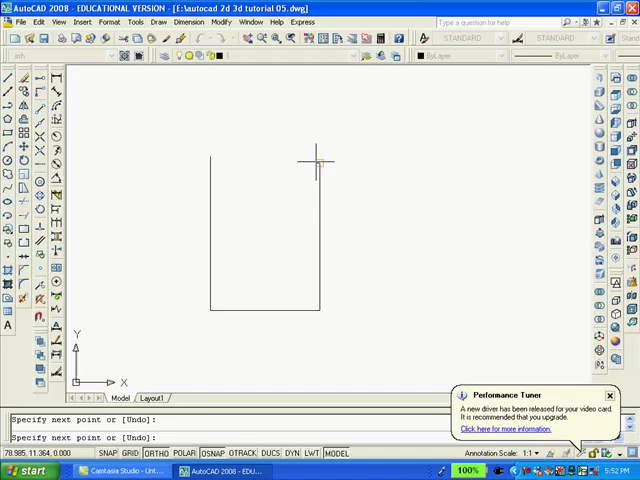 AutoCAD 2008 - EDUCATIONAL VERSION - [E:\autocad 2d 3d tutorial 05.dwg]
File Edit View Insert Format Tools Draw Dimension Modify Window Help Express
Type a question for help
STANDARD
STANDARD
Stand
ash
ByLayer
ByLayer
Y
X
Model
Layout1
Performance Tuner
A new driver has been released for your video card.
It is recommended that you upgrade.
Click here for more information.
Specify next point or [Undo]:
Specify next point or [Undo]:
78.985, 11.364, 0.000
SNAP GRID ORTHO POLAR OSNAP OTRACK DUCS DYN LWT MODEL
Annotation Scale: 1:1
start
Camtasia Studio - Unt...
AutoCAD 2008 - EDU...
100%
5:52 PM